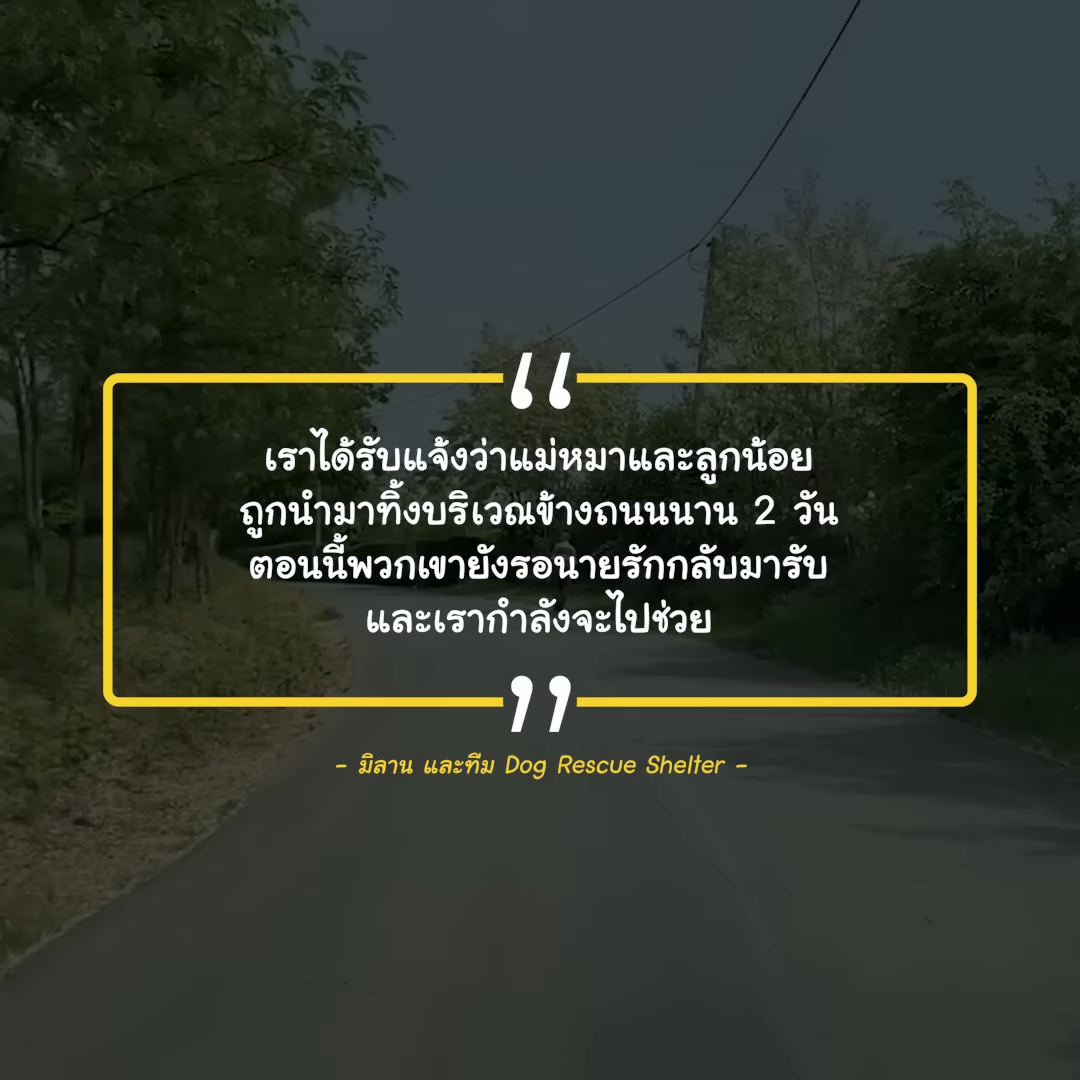 “
เราได้รับแจ้งว่าแม่หมาและลูกน้อย
ถูกนำมาทิ้งบริเวณข้างถนนนาน 2 วัน
ตอนนี้พวกเขายังรอนายรักกลับมารับ
และเรากำลังจะไปช่วย
”
- มิลาน และทีม Dog Rescue Shelter -